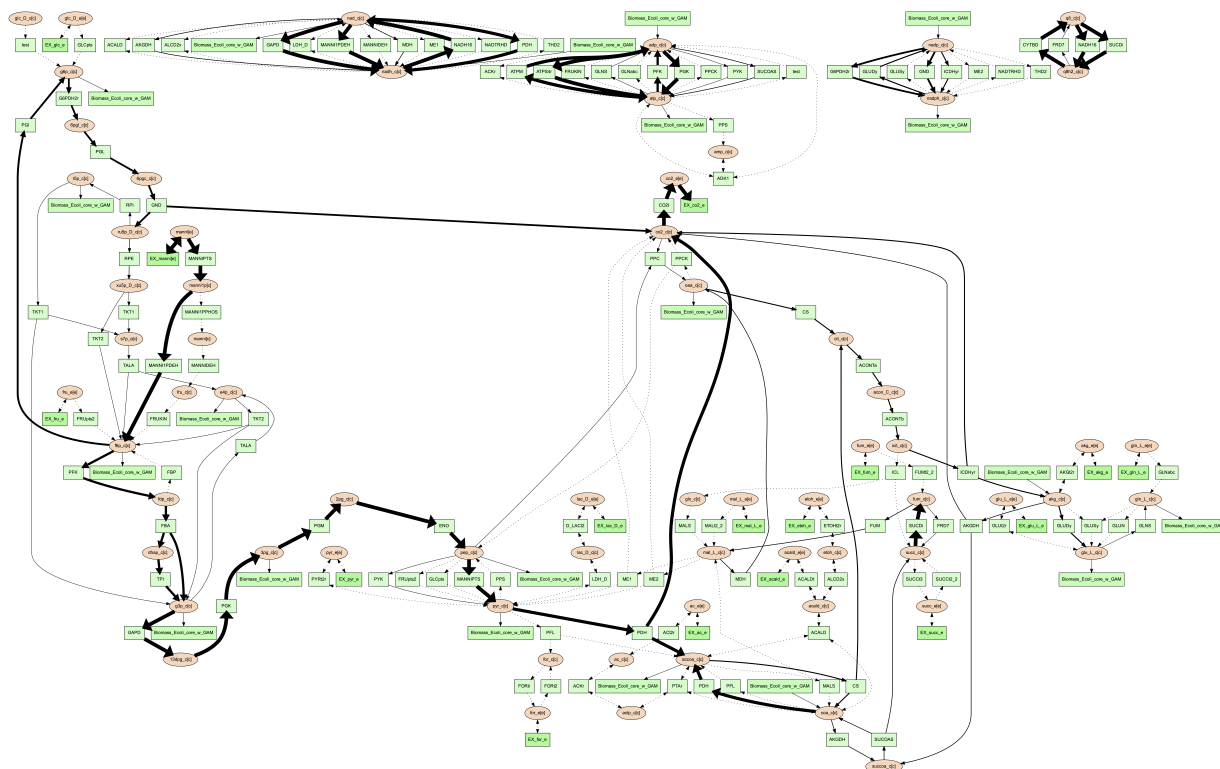 glc_D_c[c]
glc_D_e[e]
nad_c[c]
Biomass_Ecoli_core_w_GAM
Biomass_Ecoli_core_w_GAM
q8_c[c]
test
EX_glc_e
GLCpts
ACALD
AKGDH
ALCD2x
Biomass_Ecoli_core_w_GAM
GAPD
LDH_D
MANNI1PDEH
MANNIDEH
MDH
ME1
NADH16
NADTRHD
PDH
THD2
Biomass_Ecoli_core_w_GAM
adp_c[c]
nadp_c[c]
CYTBD
FRD7
NADH16
SUCDi
g6p_c[c]
nadh_c[c]
ACKr
ATPM
ATPS4r
FRUKIN
GLNS
GLNabc
PFK
PGK
PPCK
PYK
SUCOAS
test
G6PDH2r
GLUDy
GLUSy
GND
ICDHyr
ME2
NADTRHD
THD2
q8h2_c[c]
G6PDH2r
Biomass_Ecoli_core_w_GAM
atp_c[c]
nadph_c[c]
PGI
6pgl_c[c]
Biomass_Ecoli_core_w_GAM
PPS
Biomass_Ecoli_core_w_GAM
PGL
amp_c[c]
r5p_c[c]
6pgc_c[c]
co2_e[e]
ADK1
Biomass_Ecoli_core_w_GAM
RPI
GND
CO2t
EX_co2_e
ru5p_D_c[c]
manni[e]
co2_c[c]
RPE
EX_manni[e]
MANNIPTS
PPC
PPCK
xu5p_D_c[c]
manni1p[c]
oaa_c[c]
TKT1
TKT1
MANNI1PPHOS
Biomass_Ecoli_core_w_GAM
CS
TKT2
s7p_c[c]
manni[c]
cit_c[c]
TALA
MANNI1PDEH
MANNIDEH
ACONTa
fru_e[e]
fru_c[c]
e4p_c[c]
acon_C_c[c]
EX_fru_e
FRUpts2
FRUKIN
Biomass_Ecoli_core_w_GAM
TKT2
ACONTb
f6p_c[c]
TALA
fum_e[e]
icit_c[c]
akg_e[e]
gln_L_e[e]
PFK
Biomass_Ecoli_core_w_GAM
FBP
EX_fum_e
ICL
FUMt2_2
ICDHyr
Biomass_Ecoli_core_w_GAM
AKGt2r
EX_akg_e
EX_gln_L_e
GLNabc
fdp_c[c]
2pg_c[c]
lac_D_e[e]
glx_c[c]
mal_L_e[e]
etoh_e[e]
fum_c[c]
glu_L_e[e]
akg_c[c]
gln_L_c[c]
FBA
PGM
ENO
D_LACt2
EX_lac_D_e
MALS
MALt2_2
EX_mal_L_e
EX_etoh_e
ETOHt2r
FUM
SUCDi
FRD7
AKGDH
GLUt2r
EX_glu_L_e
GLUDy
GLUSy
GLUN
GLNS
dhap_c[c]
3pg_c[c]
pyr_e[e]
pep_c[c]
lac_D_c[c]
mal_L_c[c]
acald_e[e]
etoh_c[c]
succ_c[c]
glu_L_c[c]
TPI
Biomass_Ecoli_core_w_GAM
PYRt2r
EX_pyr_e
PYK
FRUpts2
GLCpts
MANNIPTS
PPS
Biomass_Ecoli_core_w_GAM
LDH_D
ME1
ME2
MDH
EX_acald_e
ACALDt
ALCD2x
SUCCt3
SUCCt2_2
Biomass_Ecoli_core_w_GAM
g3p_c[c]
PGK
pyr_c[c]
ac_e[e]
acald_c[c]
succ_e[e]
GAPD
Biomass_Ecoli_core_w_GAM
Biomass_Ecoli_core_w_GAM
PFL
PDH
ACt2r
EX_ac_e
ACALD
EX_succ_e
13dpg_c[c]
for_c[c]
ac_c[c]
accoa_c[c]
FORti
FORt2
ACKr
Biomass_Ecoli_core_w_GAM
PTAr
PDH
PFL
Biomass_Ecoli_core_w_GAM
MALS
CS
for_e[e]
actp_c[c]
coa_c[c]
EX_for_e
AKGDH
SUCOAS
succoa_c[c]